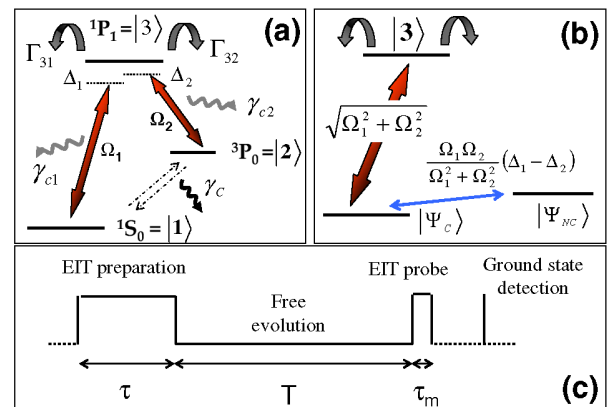 (a)
¹P₁=|3⟩
Γ₃₁
Γ₃₂
Δ₁
Δ₂
γc2
Ω₁
Ω₂
³P₀=|2⟩
γc1
γC
¹S₀=|1⟩
(b)
|3⟩
√(Ω₁²+Ω₂²)
Ω₁Ω₂/(Ω₁²+Ω₂²) (Δ₁−Δ₂)
|Ψ_C⟩
|Ψ_NC⟩
EIT preparation
Free
evolution
EIT probe
Ground state
detection
τ
T
τm
(c)